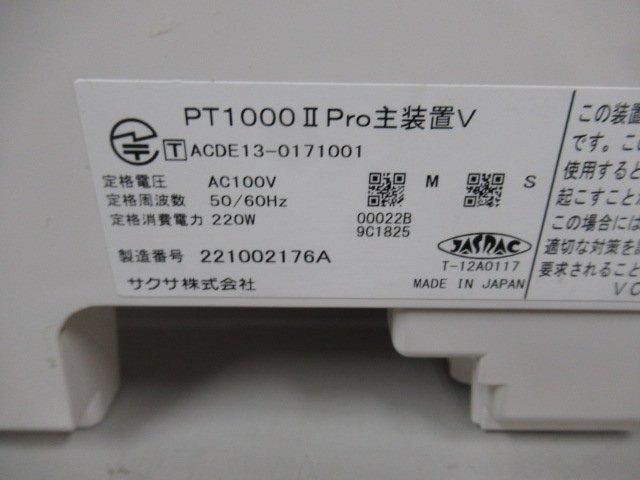 PT1000ⅡPro主装置V
T ACDE13-0171001
定格電圧 AC100V
定格周波数 50/60Hz
定格消費電力 220W
M
S
00022B
9C1825
製造番号 221002176A
サクサ株式会社
JASPAC
T-12A0117
MADE IN JAPAN
この装置
です。こ
使用すると
起こすことが
この場合には
適切な対策を
要求されること
VC